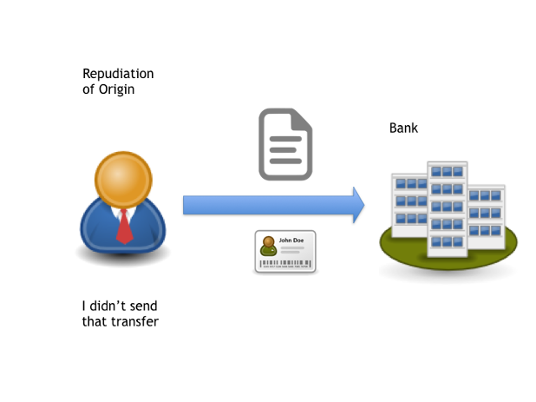 Repudiation
of Origin
Bank
John Doe
I didn't send
that transfer